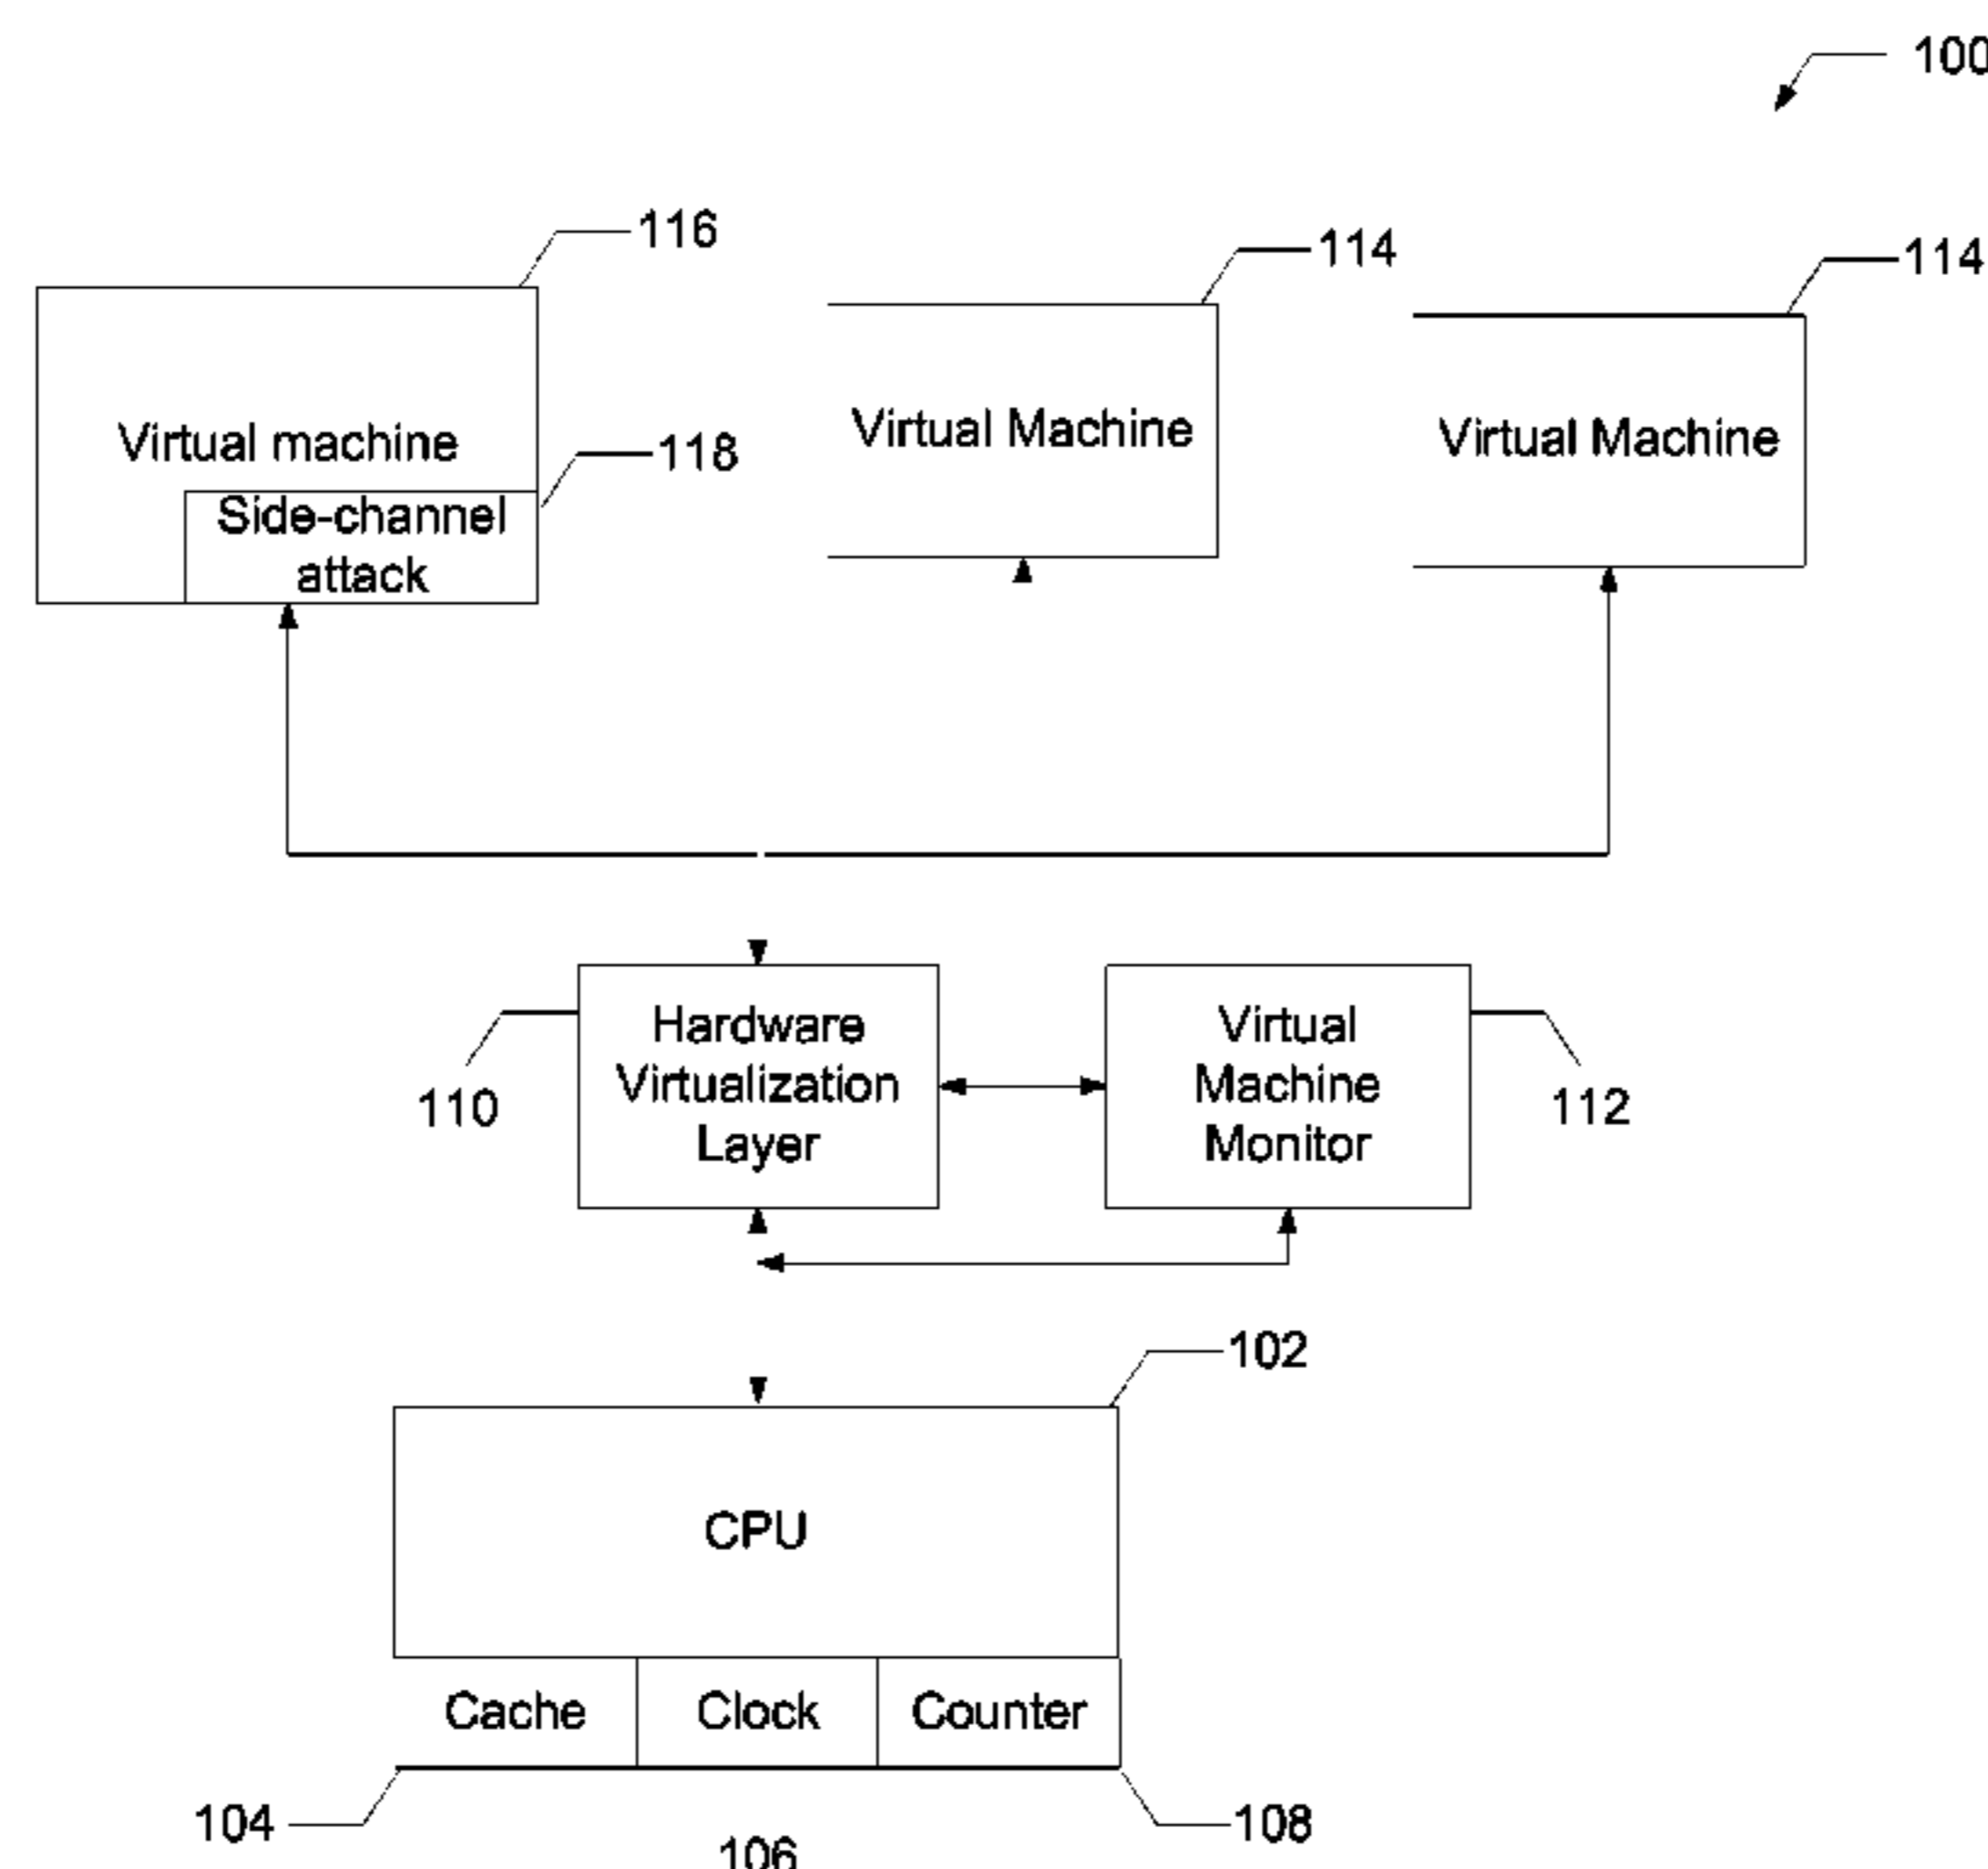 100
116
114
114
Virtual machine
118
Side-channel
attack
Virtual Machine
Virtual Machine
Hardware
Virtualization
Layer
110
Virtual
Machine
Monitor
112
102
CPU
Cache
Clock
Counter
104
106
108